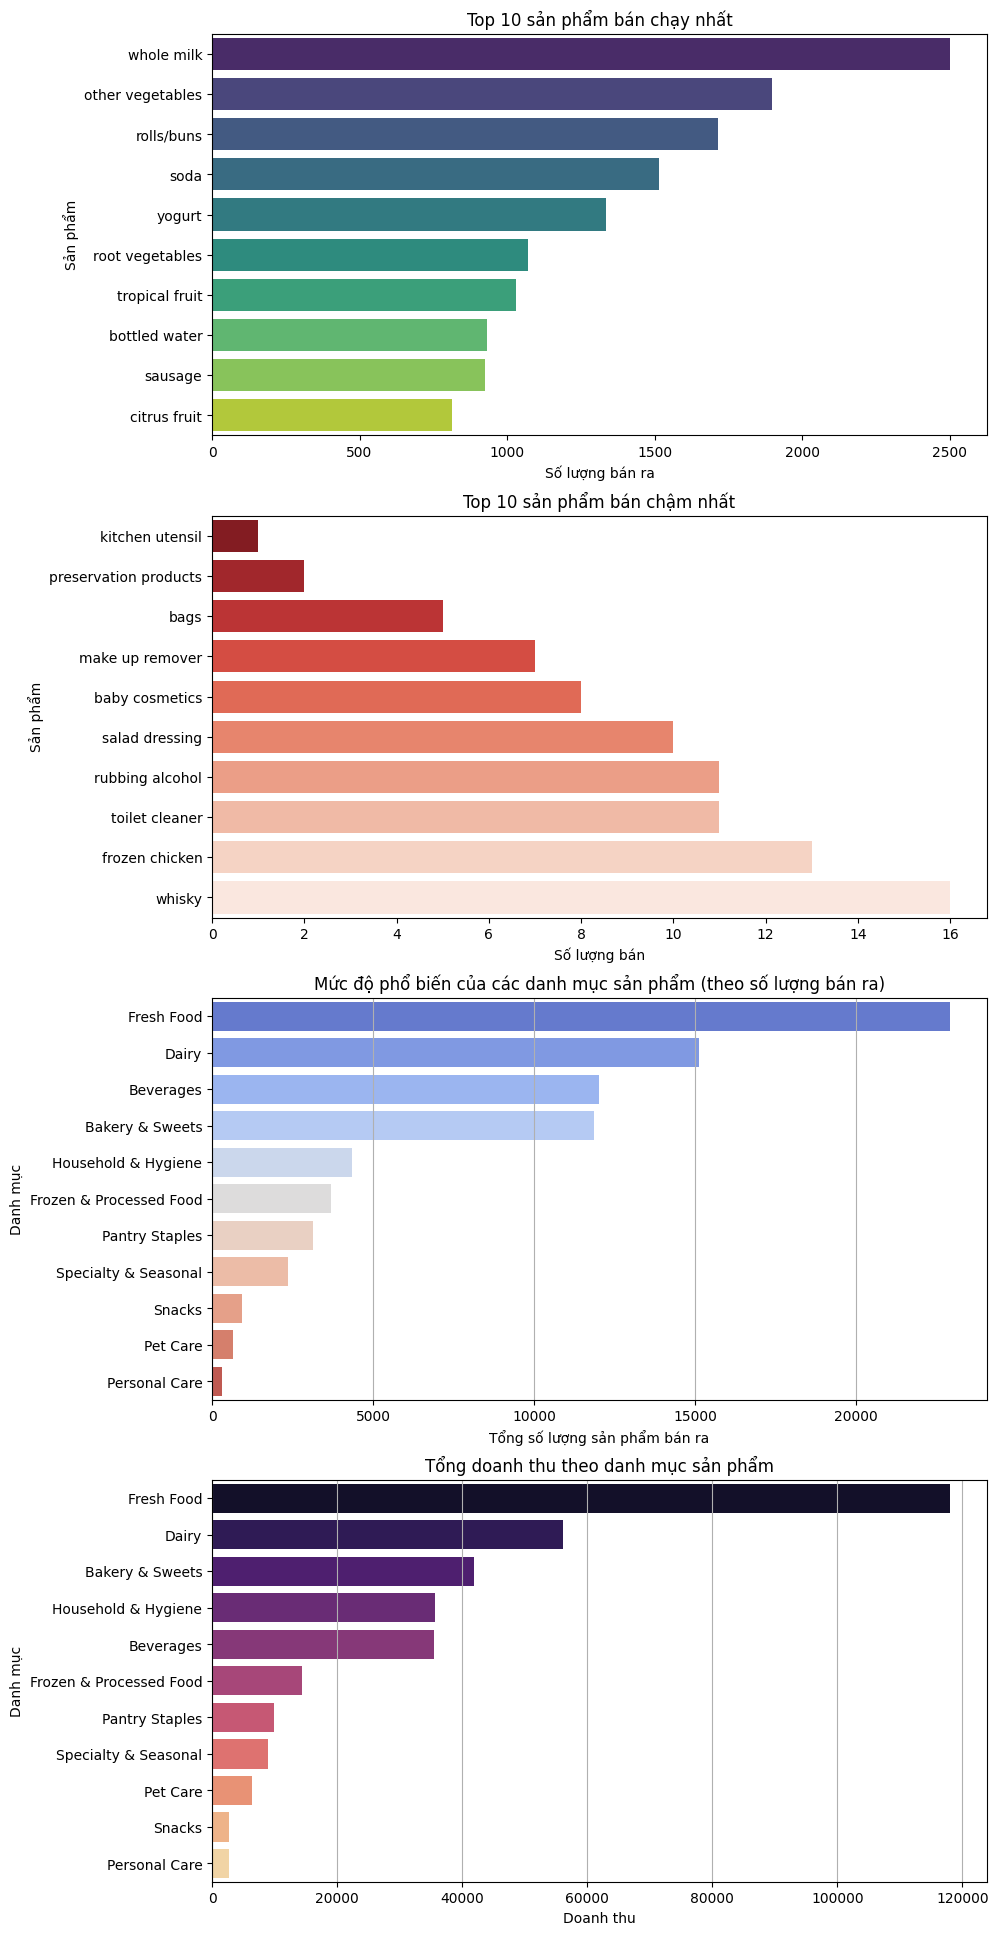 Top 10 sản phẩm bán chạy nhất
Sản phẩm
whole milk
other vegetables
rolls/buns
soda
yogurt
root vegetables
tropical fruit
bottled water
sausage
citrus fruit
0 500 1000 1500 2000 2500
Số lượng bán ra
Top 10 sản phẩm bán chậm nhất
Sản phẩm
kitchen utensil
preservation products
bags
make up remover
baby cosmetics
salad dressing
rubbing alcohol
toilet cleaner
frozen chicken
whisky
0 2 4 6 8 10 12 14 16
Số lượng bán
Mức độ phổ biến của các danh mục sản phẩm (theo số lượng bán ra)
Danh mục
Fresh Food
Dairy
Beverages
Bakery & Sweets
Household & Hygiene
Frozen & Processed Food
Pantry Staples
Specialty & Seasonal
Snacks
Pet Care
Personal Care
0 5000 10000 15000 20000
Tổng số lượng sản phẩm bán ra
Tổng doanh thu theo danh mục sản phẩm
Danh mục
Fresh Food
Dairy
Bakery & Sweets
Household & Hygiene
Beverages
Frozen & Processed Food
Pantry Staples
Specialty & Seasonal
Pet Care
Snacks
Personal Care
0 20000 40000 60000 80000 100000 120000
Doanh thu